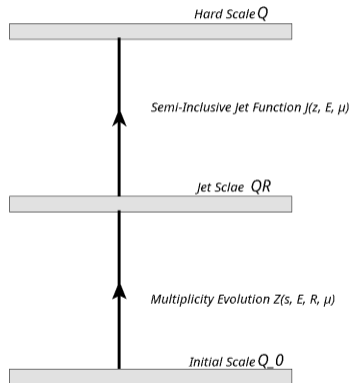 Hard Scale Q
Semi-Inclusive Jet Function J(z, E, μ)
Jet Sclae QR
Multiplicity Evolution Z(s, E, R, μ)
Initial Scale Q_0